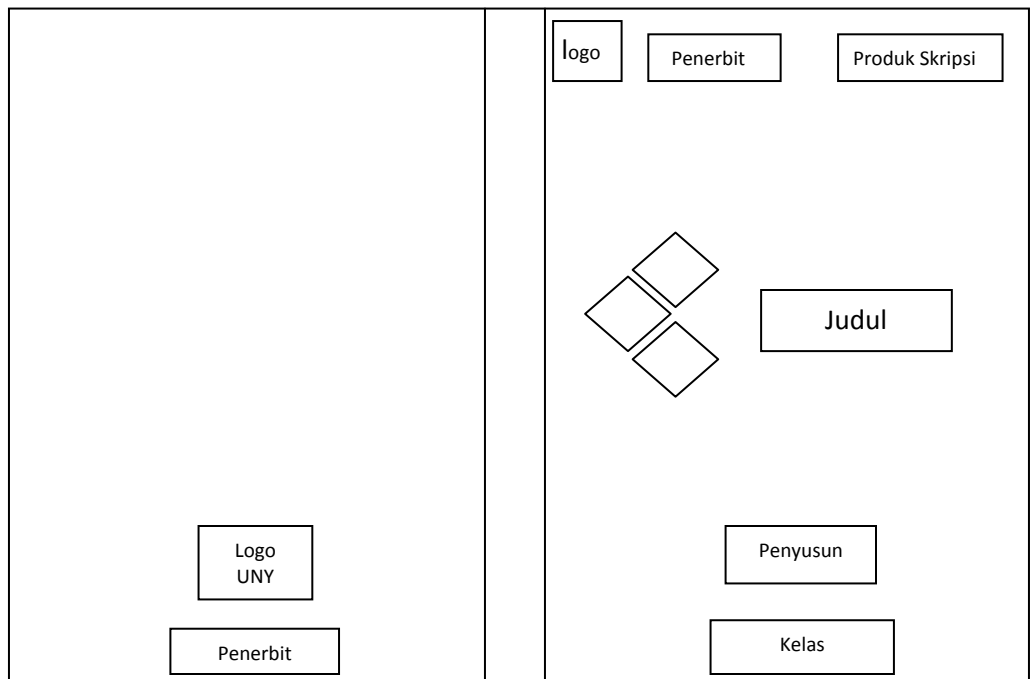 logo
Penerbit
Produk Skripsi
Judul
Logo
UNY
Penerbit
Penyusun
Kelas